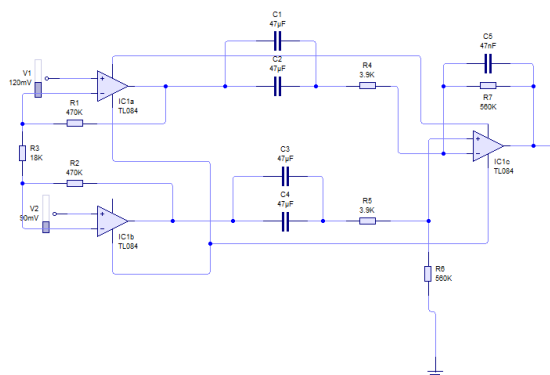 C1
47µF
C2
47µF
C5
47nF
V1
120mV
R4
3.9K
R7
560K
IC1a
TL084
R1
470K
R3
18K
IC1c
TL084
R2
470K
C3
47µF
C4
47µF
V2
90mV
R5
3.9K
IC1b
TL084
R6
560K